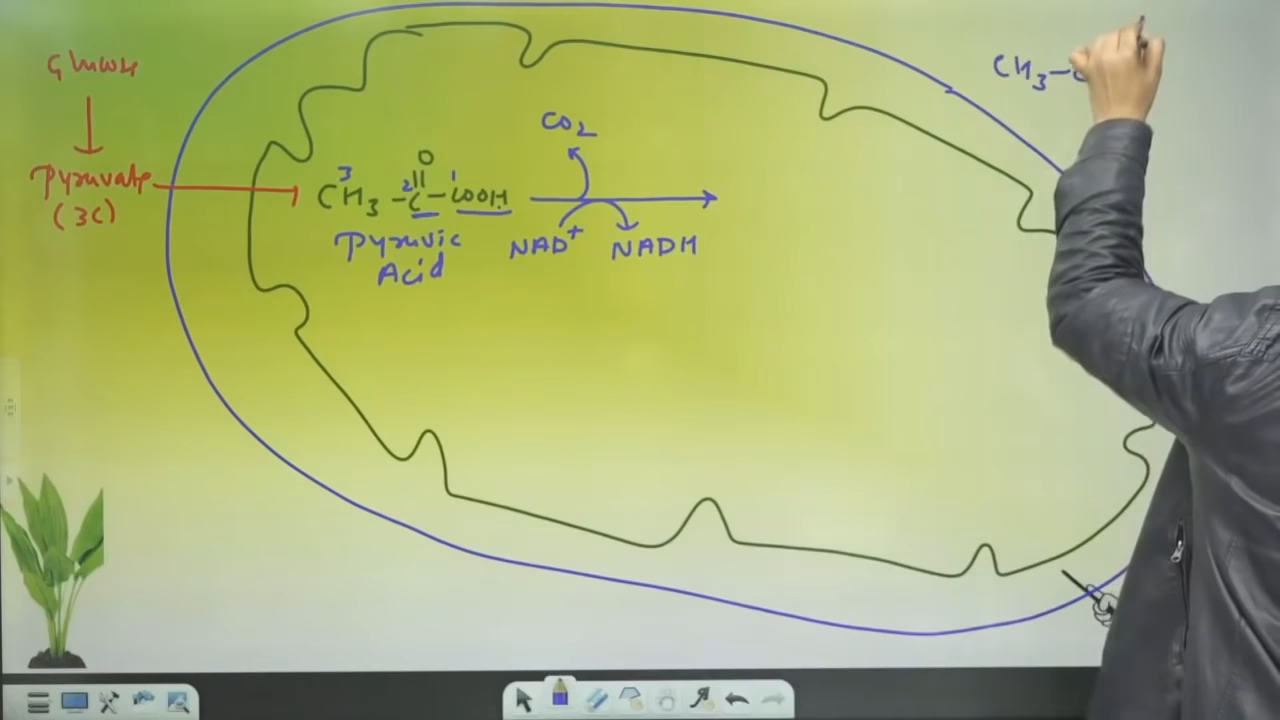 Glucose
Pyruvate
(3C)
CO2
O
3 2 1
CH3-C-COOH
Pyruvic
Acid
NAD+ NADH
CH3-C